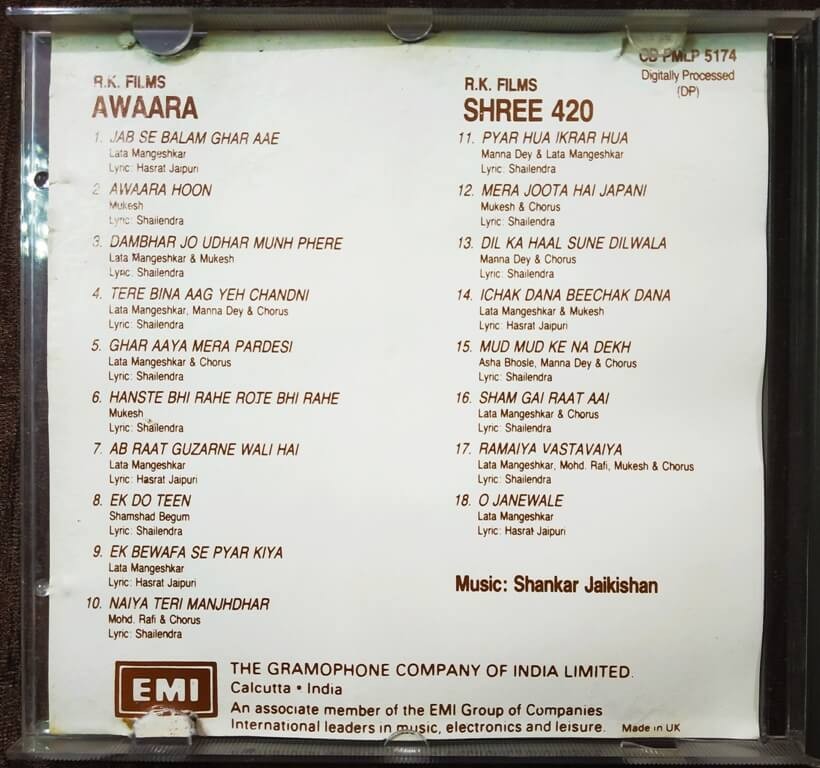 R.K. FILMS
AWAARA
1. JAB SE BALAM GHAR AAE
Lata Mangeshkar
Lyric: Hasrat Jaipuri
2 AWAARA HOON
Mukesh
Lyric: Shailendra
3. DAMBHAR JO UDHAR MUNH PHERE
Lata Mangeshkar & Mukesh
Lyric: Shailendra
4. TERE BINA AAG YEH CHANDNI
Lata Mangeshkar, Manna Dey & Chorus
Lyric: Shailendra
5. GHAR AAYA MERA PARDESI
Lata Mangeshkar & Chorus
Lyric: Shailendra
6. HANSTE BHI RAHE ROTE BHI RAHE
Mukesh
Lyric: Shailendra
7. AB RAAT GUZARNE WALI HAI
Lata Mangeshkar
Lyric: Hasrat Jaipuri
8. EK DO TEEN
Shamshad Begum
Lyric: Shailendra
9. EK BEWAFA SE PYAR KIYA
Lata Mangeshkar
Lyric: Hasrat Jaipuri
10. NAIYA TERI MANJHDHAR
Mohd. Rafi & Chorus
Lyric: Shailendra
CD PMLP 5174
Digitally Processed
(DP)
R.K. FILMS
SHREE 420
11. PYAR HUA IKRAR HUA
Manna Dey & Lata Mangeshkar
Lyric: Shailendra
12. MERA JOOTA HAI JAPANI
Mukesh & Chorus
Lyric: Shailendra
13. DIL KA HAAL SUNE DILWALA
Manna Dey & Chorus
Lyric: Shailendra
14. ICHAK DANA BEECHAK DANA
Lata Mangeshkar & Mukesh
Lyric: Hasrat Jaipuri
15. MUD MUD KE NA DEKH
Asha Bhosle, Manna Dey & Chorus
Lyric: Shailendra
16. SHAM GAI RAAT AAI
Lata Mangeshkar & Chorus
Lyric: Shailendra
17. RAMAIYA VASTAVAIYA
Lata Mangeshkar, Mohd. Rafi, Mukesh & Chorus
Lyric: Shailendra
18. O JANEWALE
Lata Mangeshkar
Lyric: Hasrat Jaipuri
Music: Shankar Jaikishan
EMI
THE GRAMOPHONE COMPANY OF INDIA LIMITED.
Calcutta • India
An associate member of the EMI Group of Companies
International leaders in music, electronics and leisure.
Made in UK